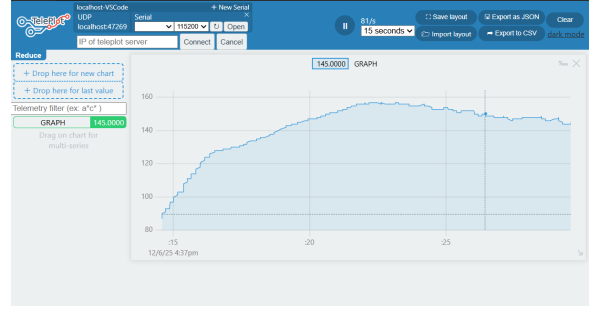 TelePlot
localhost-VSCode
UDP
localhost:47269
+ New Serial
Serial
×
115200
Open
IP of teleplot server
Connect
Cancel
81/s
15 seconds
Save layout
Import layout
Export as JSON
Export to CSV
Clear
dark mode
Reduce
+ Drop here for new chart
+ Drop here for last value
Telemetry filter (ex: a*c* )
GRAPH 145.0000
Drag on chart for
multi-series
145.0000 GRAPH
160
140
120
100
80
:15 :20 :25
12/6/25 4:37pm